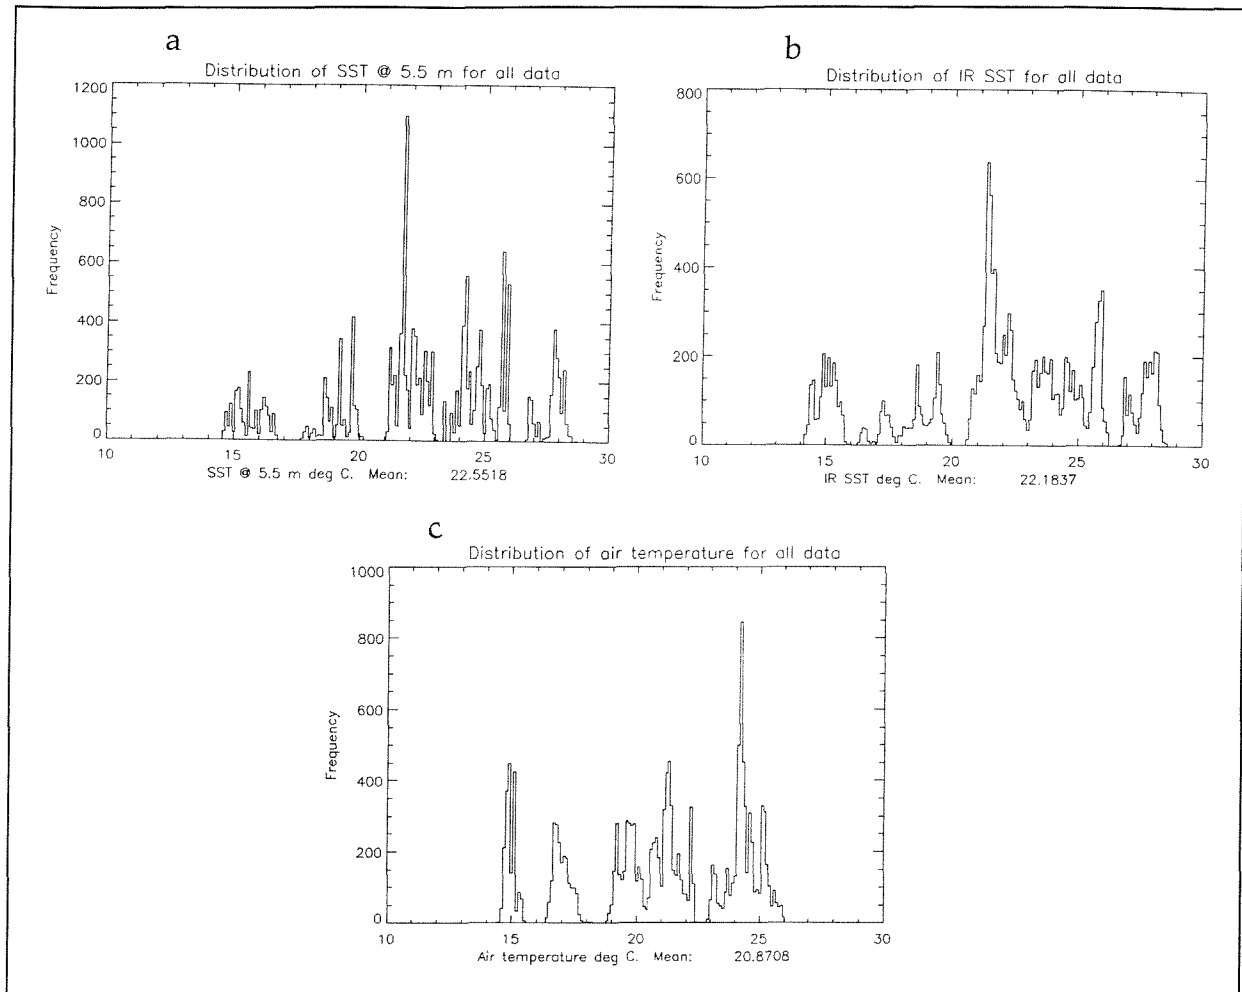 a
Distribution of SST @ 5.5 m for all data
1200
1000
800
600
400
200
0
Frequency
10 15 20 25 30
SST @ 5.5 m deg C. Mean: 22.5518
b
Distribution of IR SST for all data
800
600
400
200
0
Frequency
10 15 20 25 30
IR SST deg C. Mean: 22.1837
c
Distribution of air temperature for all data
1000
800
600
400
200
0
Frequency
10 15 20 25 30
Air temperature deg C. Mean: 20.8708